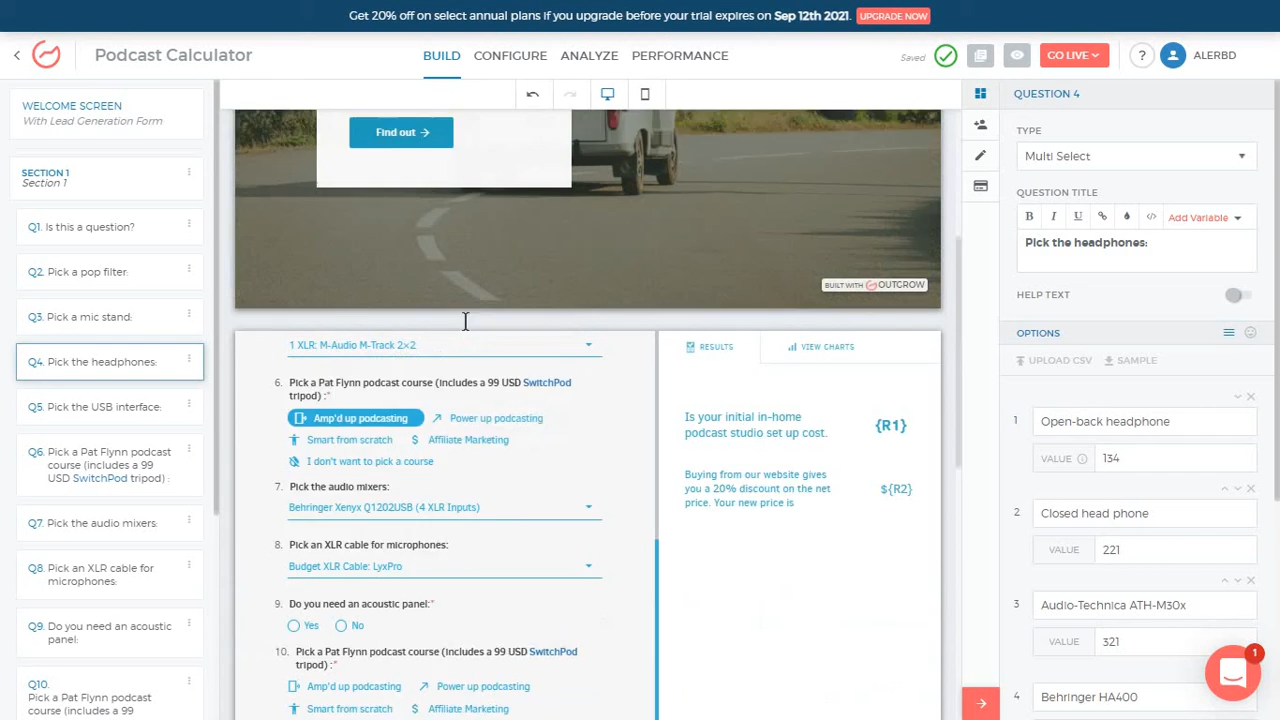 Get 20% off on select annual plans if you upgrade before your trial expires on Sep 12th 2021. UPGRADE NOW
Podcast Calculator
BUILD CONFIGURE ANALYZE PERFORMANCE
Saved
GO LIVE
?
ALERBD
WELCOME SCREEN
With Lead Generation Form
SECTION 1
Section 1
Q1. Is this a question?
Q2. Pick a pop filter:
Q3. Pick a mic stand:
Q4. Pick the headphones:
Q5. Pick the USB interface:
Q6. Pick a Pat Flynn podcast
course (includes a 99
USD SwitchPod tripod) :
Q7. Pick the audio mixers:
Q8. Pick an XLR cable for
microphones:
Q9. Do you need an acoustic
panel:
Q10.
Pick a Pat Flynn podcast
course (includes a 99
Find out →
BUILT WITH OUTGROW
1 XLR: M-Audio M-Track 2×2
6. Pick a Pat Flynn podcast course (includes a 99 USD SwitchPod
tripod) :*
Amp'd up podcasting Power up podcasting
Smart from scratch $ Affiliate Marketing
I don't want to pick a course
7. Pick the audio mixers:
Behringer Xenyx Q1202USB (4 XLR Inputs)
8. Pick an XLR cable for microphones:
Budget XLR Cable: LyxPro
9. Do you need an acoustic panel:*
Yes No
10. Pick a Pat Flynn podcast course (includes a 99 USD SwitchPod
tripod) :*
Amp'd up podcasting Power up podcasting
Smart from scratch $ Affiliate Marketing
RESULTS VIEW CHARTS
Is your initial in-home
podcast studio set up cost.
{R1}
Buying from our website gives
you a 20% discount on the net
price. Your new price is
${R2}
QUESTION 4
TYPE
Multi Select
QUESTION TITLE
B I U </> Add Variable
Pick the headphones:
HELP TEXT
OPTIONS
UPLOAD CSV SAMPLE
1 Open-back headphone
VALUE 134
2 Closed head phone
VALUE 221
3 Audio-Technica ATH-M30x
VALUE 321
4 Behringer HA400
1